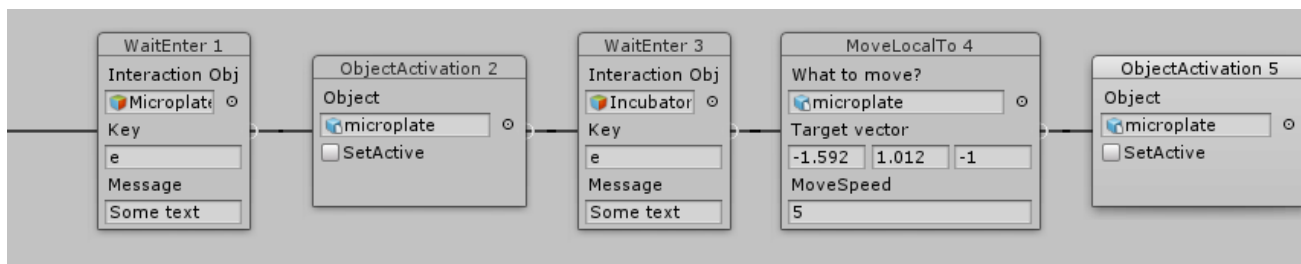 WaitEnter 1
Interaction Obj
Microplate
Key
e
Message
Some text
ObjectActivation 2
Object
microplate
SetActive
WaitEnter 3
Interaction Obj
Incubator
Key
e
Message
Some text
MoveLocalTo 4
What to move?
microplate
Target vector
-1.592 1.012 -1
MoveSpeed
5
ObjectActivation 5
Object
microplate
SetActive